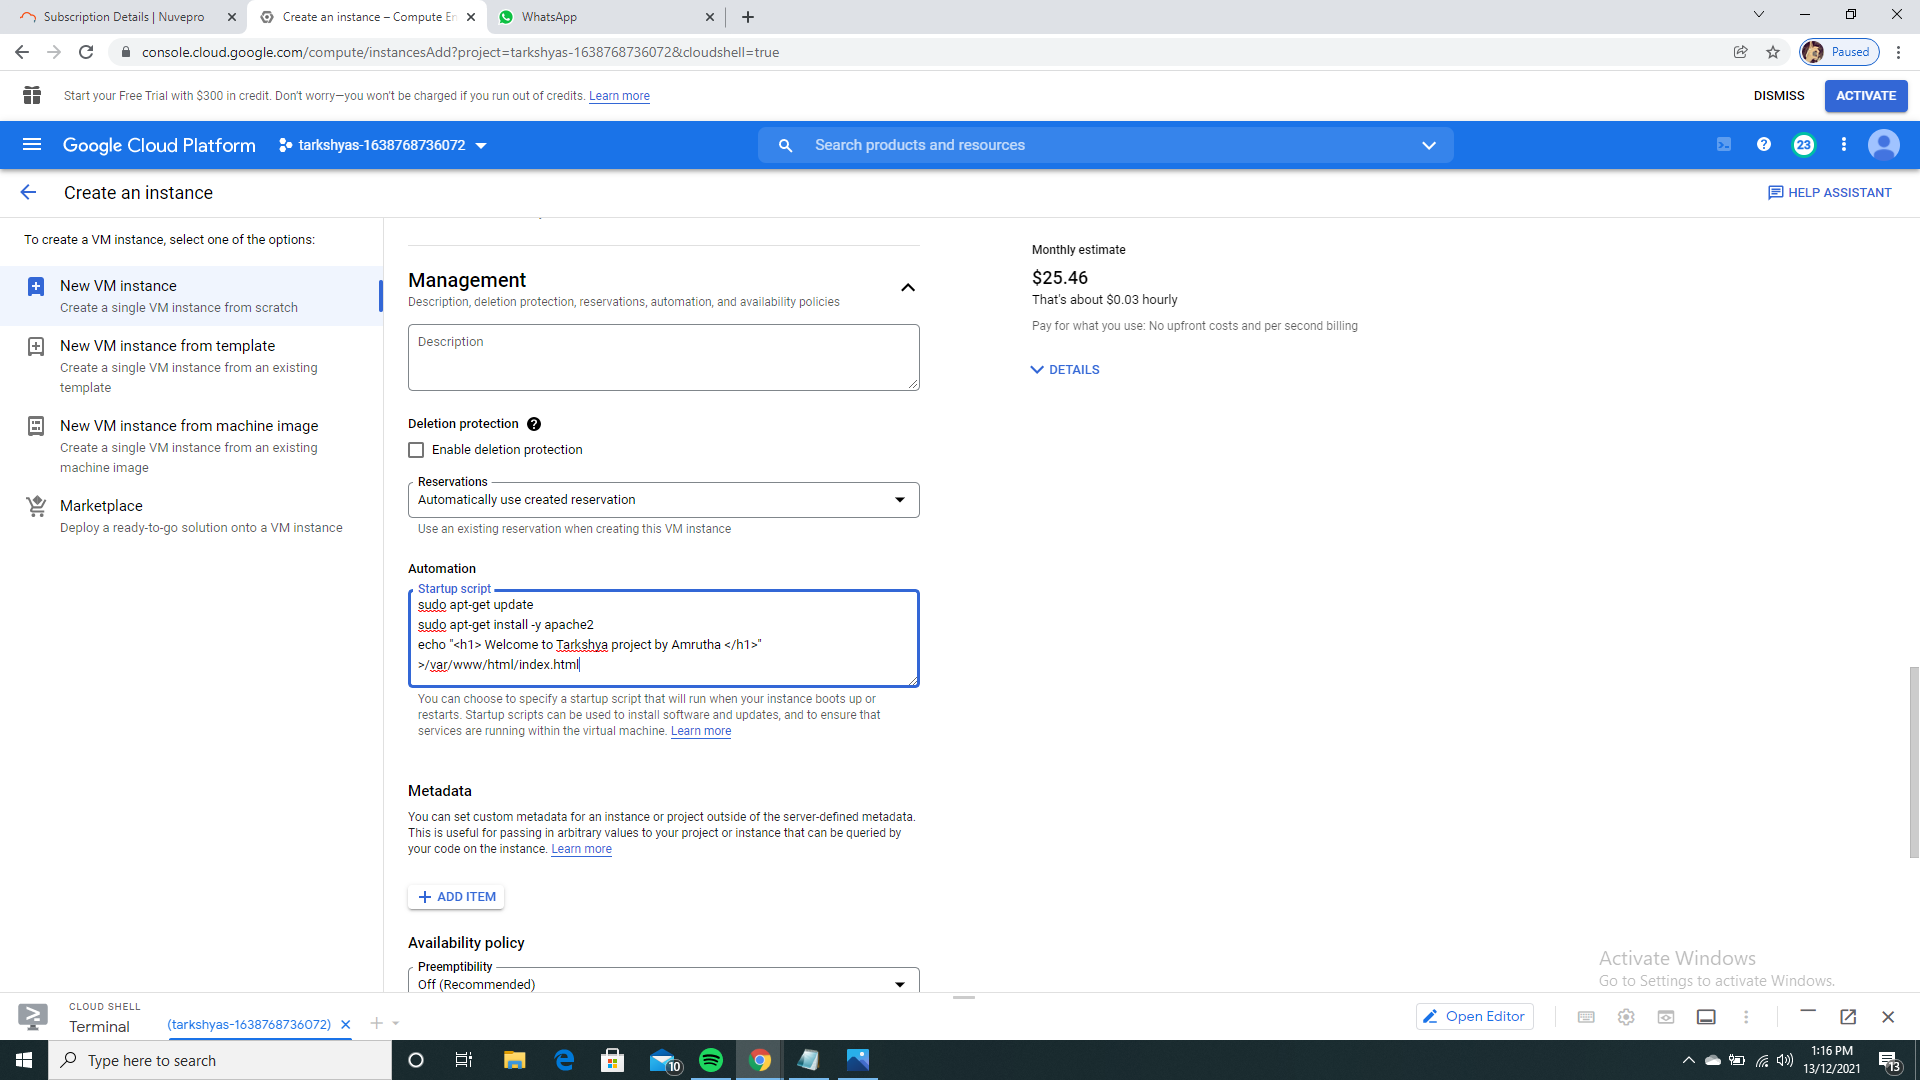 Subscription Details | Nuvepro
Create an instance – Compute En
WhatsApp
console.cloud.google.com/compute/instancesAdd?project=tarkshyas-1638768736072&cloudshell=true
Paused
Start your Free Trial with $300 in credit. Don't worry—you won't be charged if you run out of credits. Learn more
DISMISS
ACTIVATE
Google Cloud Platform
tarkshyas-1638768736072
Search products and resources
23
Create an instance
HELP ASSISTANT
To create a VM instance, select one of the options:
New VM instance
Create a single VM instance from scratch
New VM instance from template
Create a single VM instance from an existing
template
New VM instance from machine image
Create a single VM instance from an existing
machine image
Marketplace
Deploy a ready-to-go solution onto a VM instance
Management
Description, deletion protection, reservations, automation, and availability policies
Description
Deletion protection
Enable deletion protection
Reservations
Automatically use created reservation
Use an existing reservation when creating this VM instance
Automation
Startup script
sudo apt-get update
sudo apt-get install -y apache2
echo "<h1> Welcome to Tarkshya project by Amrutha </h1>"
>/var/www/html/index.html
You can choose to specify a startup script that will run when your instance boots up or
restarts. Startup scripts can be used to install software and updates, and to ensure that
services are running within the virtual machine. Learn more
Metadata
You can set custom metadata for an instance or project outside of the server-defined metadata.
This is useful for passing in arbitrary values to your project or instance that can be queried by
your code on the instance. Learn more
ADD ITEM
Availability policy
Preemptibility
Off (Recommended)
Monthly estimate
$25.46
That's about $0.03 hourly
Pay for what you use: No upfront costs and per second billing
DETAILS
Activate Windows
Go to Settings to activate Windows.
CLOUD SHELL
Terminal
(tarkshyas-1638768736072)
Open Editor
Type here to search
10
1:16 PM
13/12/2021
13